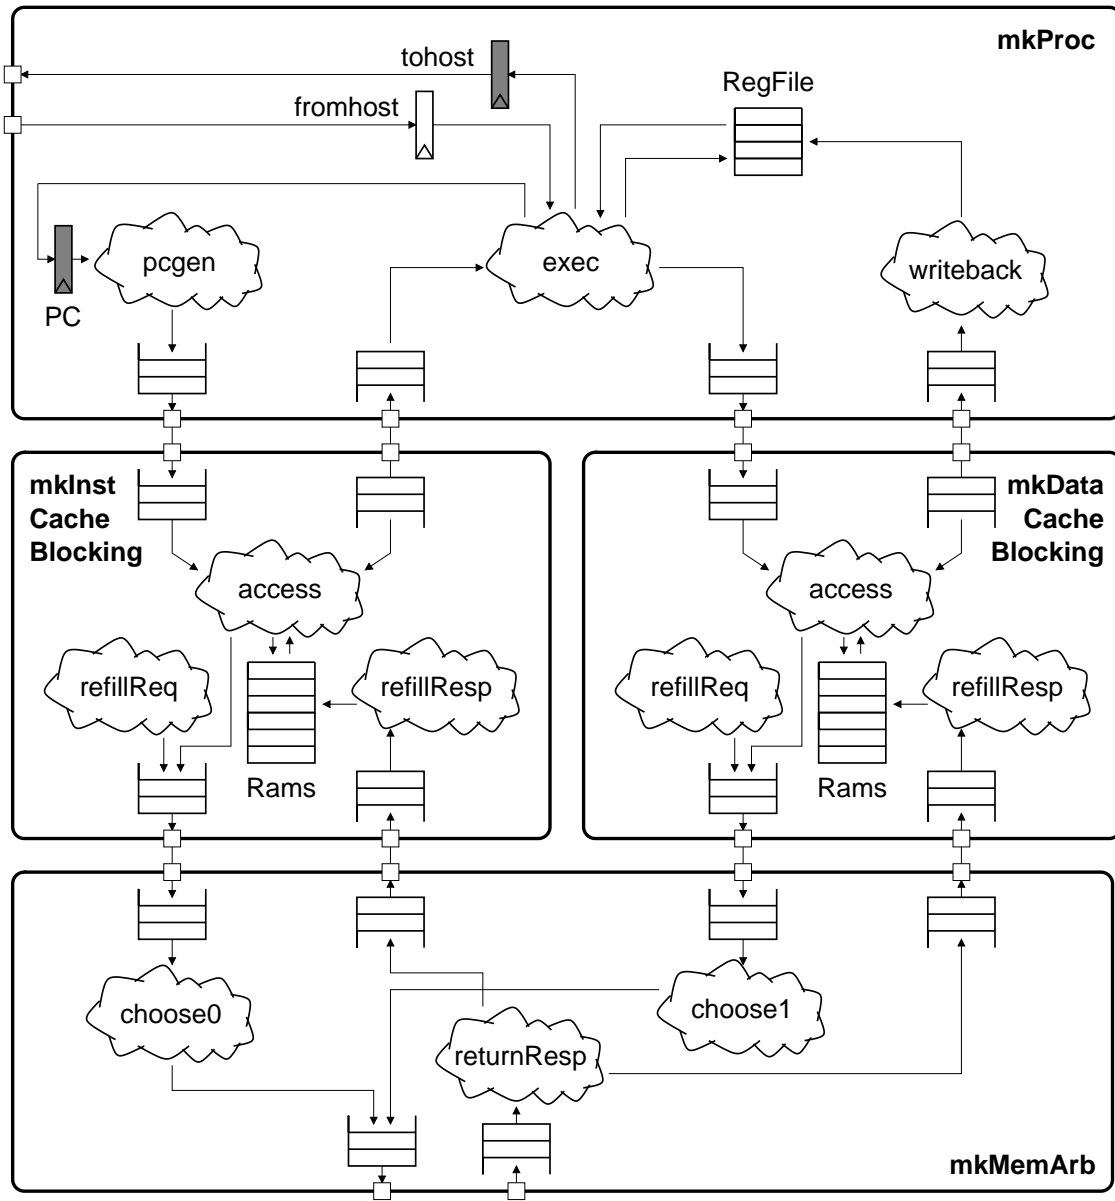 mkProc
tohost
RegFile
fromhost
pcgen
exec
writeback
PC
mkInst
Cache
Blocking
mkData
Cache
Blocking
access
access
refillReq
refillResp
refillReq
refillResp
Rams
Rams
choose0
choose1
returnResp
mkMemArb